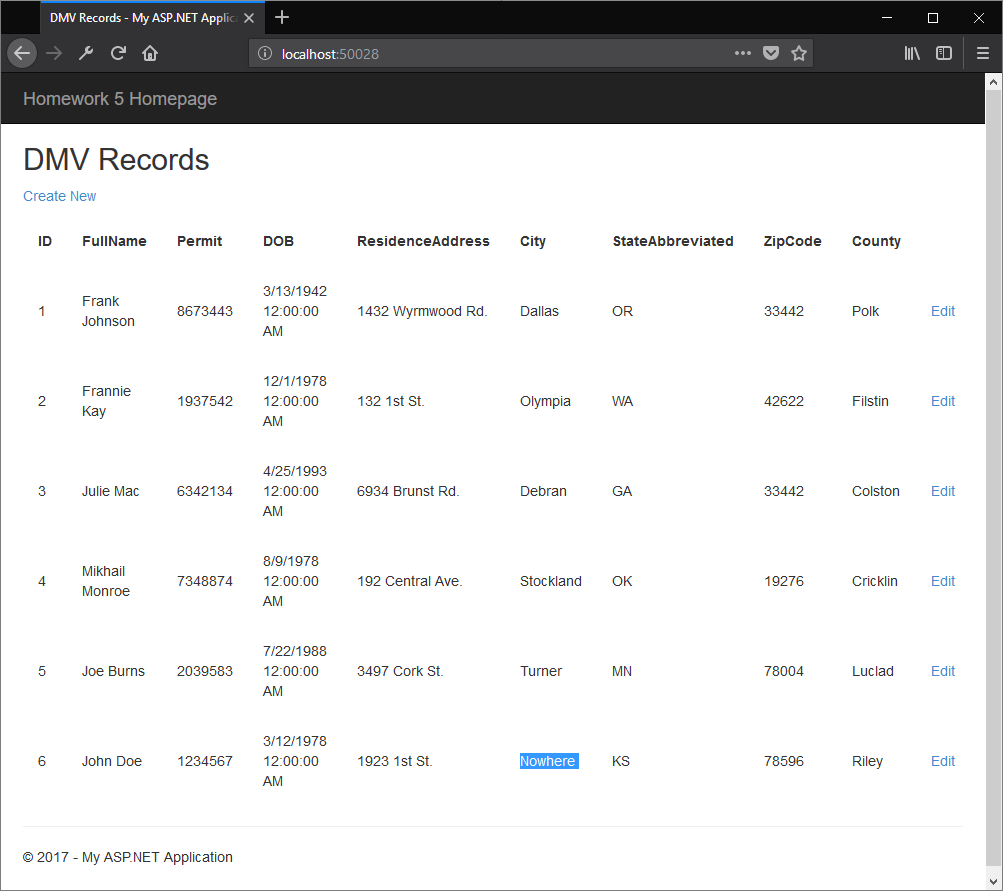 DMV Records - My ASP.NET Applic
localhost:50028
Homework 5 Homepage
DMV Records
Create New
ID FullName Permit DOB ResidenceAddress City StateAbbreviated ZipCode County
1 Frank Johnson 8673443 3/13/1942 12:00:00 AM 1432 Wyrmwood Rd. Dallas OR 33442 Polk Edit
2 Frannie Kay 1937542 12/1/1978 12:00:00 AM 132 1st St. Olympia WA 42622 Filstin Edit
3 Julie Mac 6342134 4/25/1993 12:00:00 AM 6934 Brunst Rd. Debran GA 33442 Colston Edit
4 Mikhail Monroe 7348874 8/9/1978 12:00:00 AM 192 Central Ave. Stockland OK 19276 Cricklin Edit
5 Joe Burns 2039583 7/22/1988 12:00:00 AM 3497 Cork St. Turner MN 78004 Luclad Edit
6 John Doe 1234567 3/12/1978 12:00:00 AM 1923 1st St. Nowhere KS 78596 Riley Edit
© 2017 - My ASP.NET Application